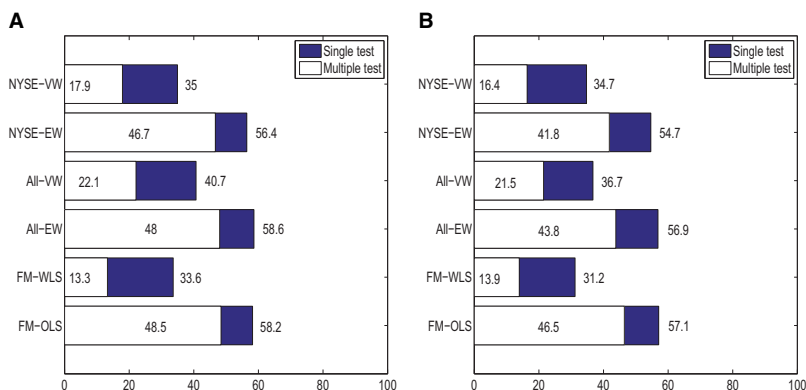 A
Single test
Multiple test
NYSE-VW 17.9 35
NYSE-EW 46.7 56.4
All-VW 22.1 40.7
All-EW 48 58.6
FM-WLS 13.3 33.6
FM-OLS 48.5 58.2
0 20 40 60 80 100
B
Single test
Multiple test
NYSE-VW 16.4 34.7
NYSE-EW 41.8 54.7
All-VW 21.5 36.7
All-EW 43.8 56.9
FM-WLS 13.9 31.2
FM-OLS 46.5 57.1
0 20 40 60 80 100